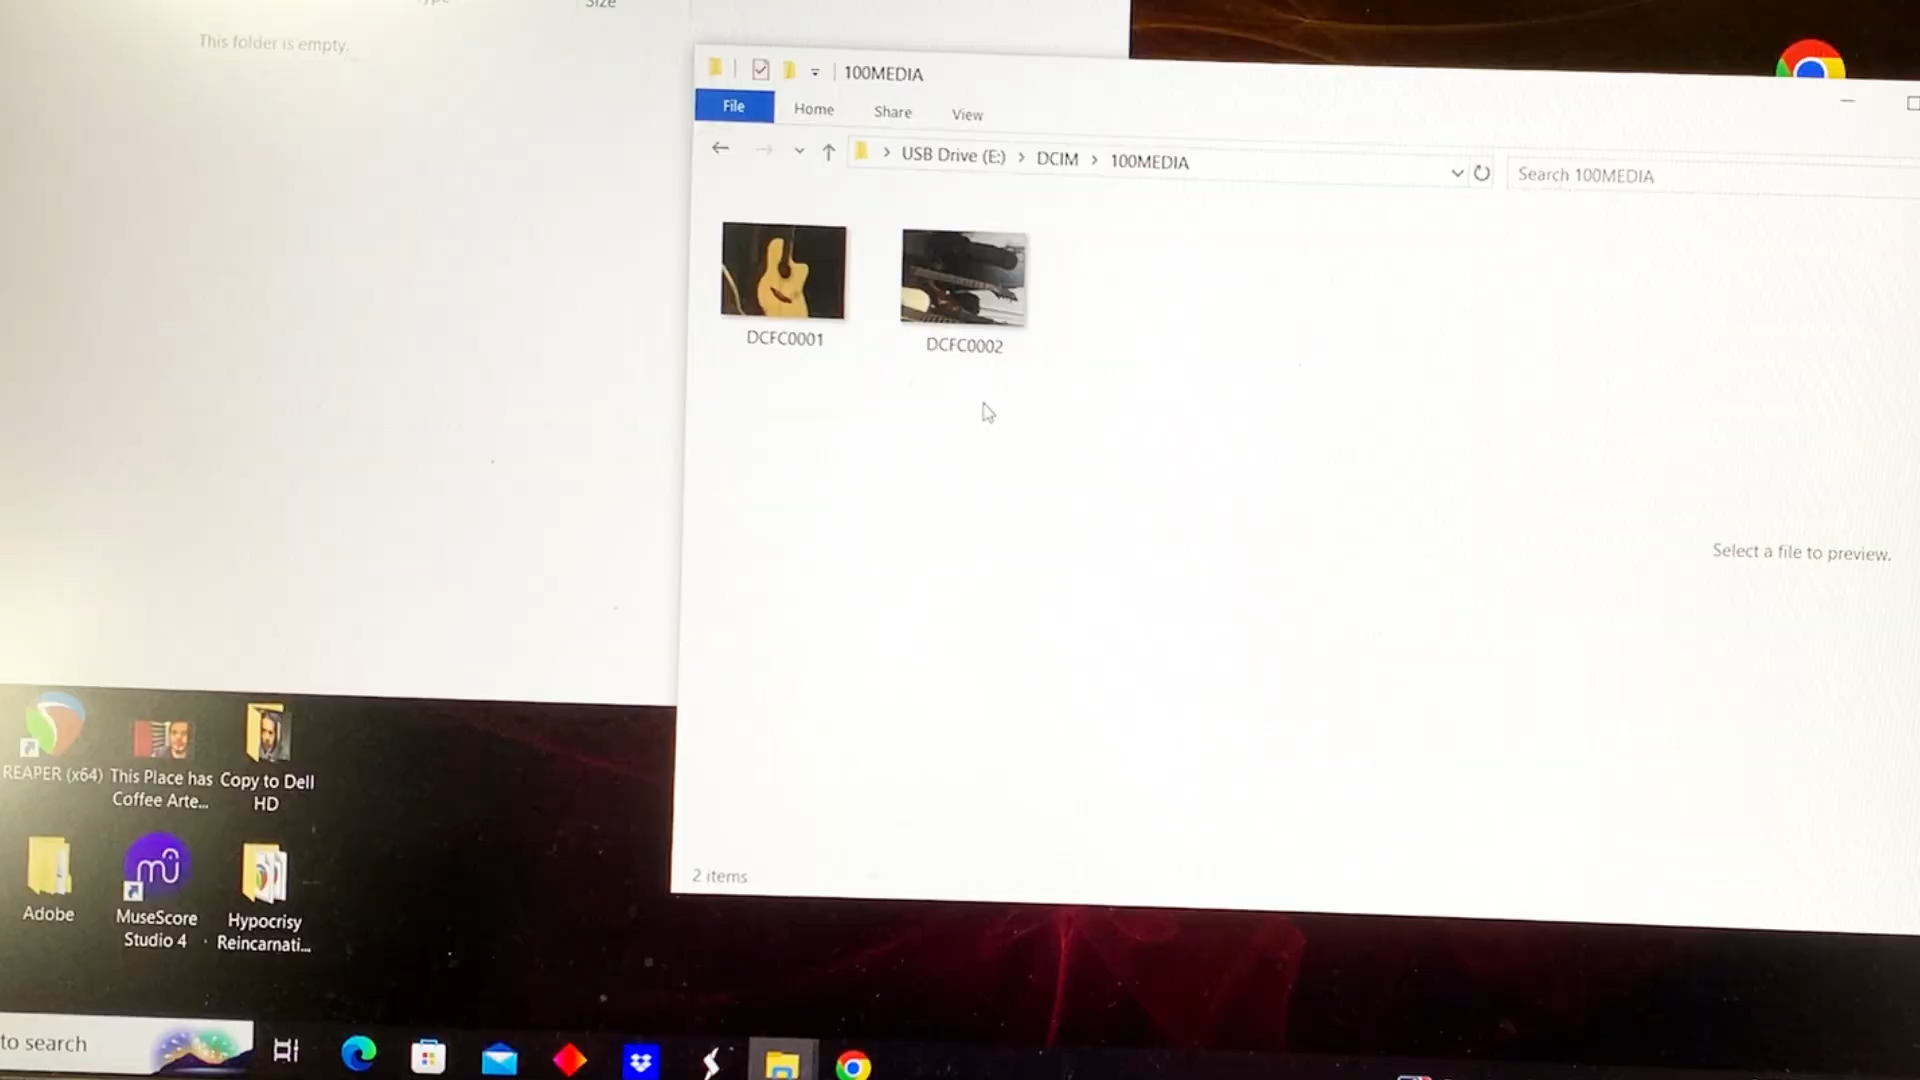 Size
This folder is empty.
100MEDIA
File Home Share View
USB Drive (E:) > DCIM > 100MEDIA
Search 100MEDIA
DCFC0001
DCFC0002
Select a file to preview.
2 items
REAPER (x64)
This Place has
Coffee Arte...
Copy to Dell
HD
Adobe
MuseScore
Studio 4
Hypocrisy
Reincarnati...
to search